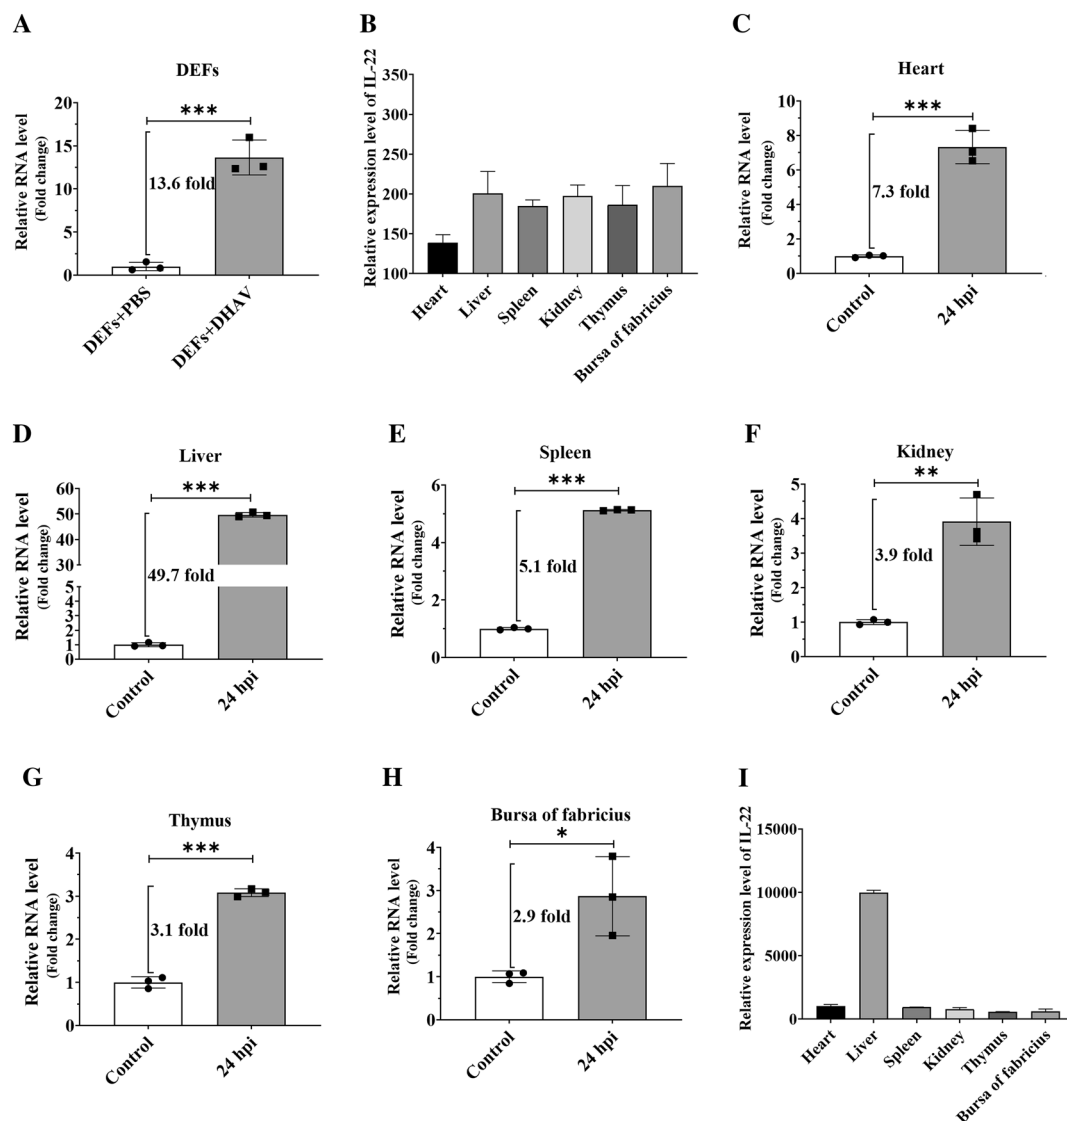 A
DEFs
Relative RNA level
(Fold change)
20
15
10
5
0
***
13.6 fold
DEFs+PBS
DEFs+DHAV
B
Relative expression level of IL-22
350
300
250
200
150
100
Heart
Liver
Spleen
Kidney
Thymus
Bursa of fabricius
C
Heart
Relative RNA level
(Fold change)
10
8
6
4
2
0
***
7.3 fold
Control
24 hpi
D
Liver
Relative RNA level
(Fold change)
60
50
40
30
5
4
3
2
1
1
***
49.7 fold
Control
24 hpi
E
Spleen
Relative RNA level
(Fold change)
6
4
2
0
***
5.1 fold
Control
24 hpi
F
Kidney
Relative RNA level
(Fold change)
5
4
3
2
1
0
**
3.9 fold
Control
24 hpi
G
Thymus
Relative RNA level
(Fold change)
4
3
2
1
0
***
3.1 fold
Control
24 hpi
H
Bursa of fabricius
Relative RNA level
(Fold change)
4
3
2
1
0
*
2.9 fold
Control
24 hpi
I
Relative expression level of IL-22
15000
10000
5000
0
Heart
Liver
Spleen
Kidney
Thymus
Bursa of fabricius